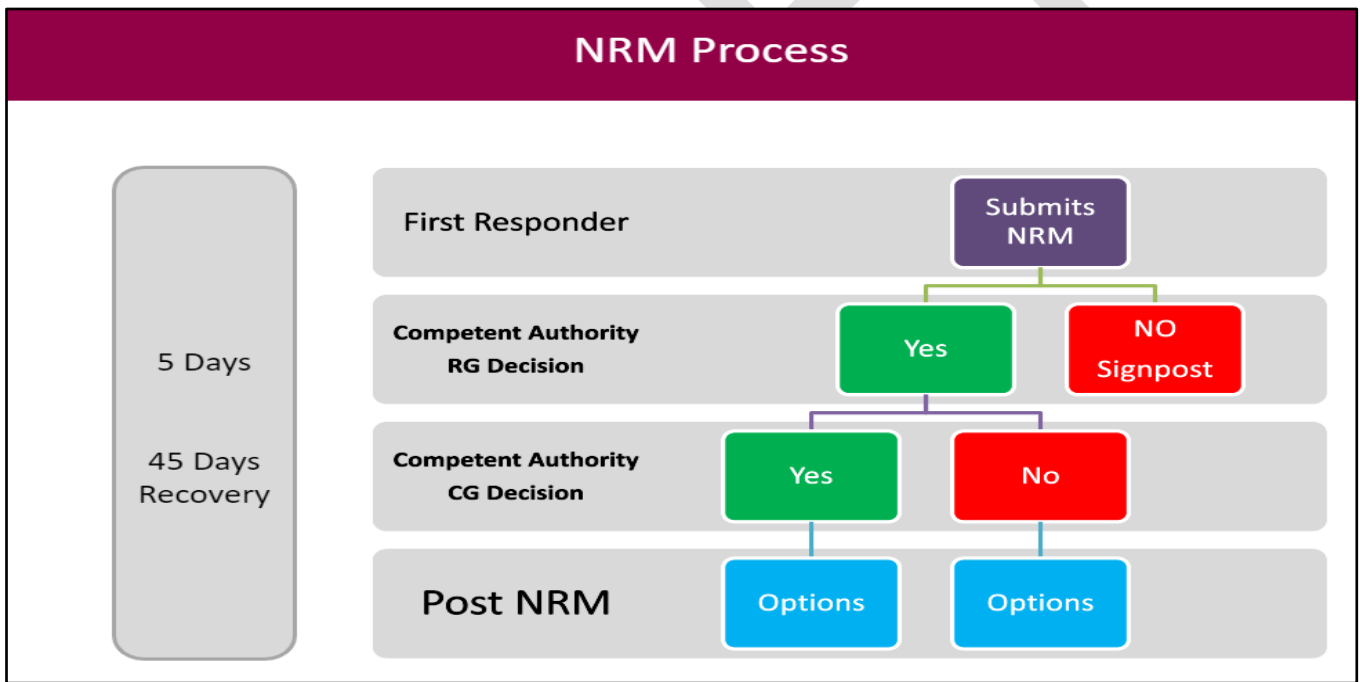 NRM Process
First Responder
Submits
NRM
5 Days
45 Days
Recovery
Competent Authority
RG Decision
Yes
NO
Signpost
Competent Authority
CG Decision
Yes
No
Post NRM
Options
Options